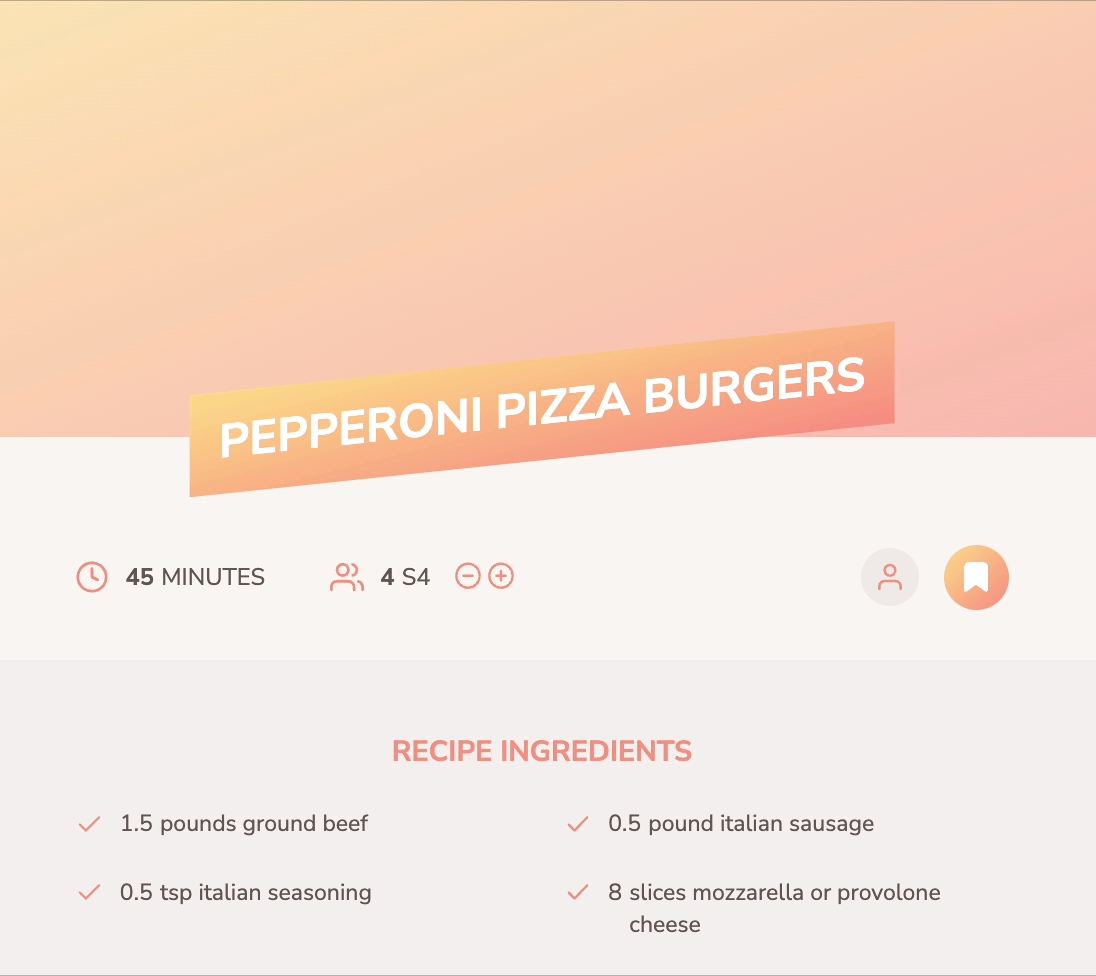 PEPPERONI PIZZA BURGERS
45 MINUTES
4 S4
RECIPE INGREDIENTS
1.5 pounds ground beef
0.5 pound italian sausage
0.5 tsp italian seasoning
8 slices mozzarella or provolone
cheese